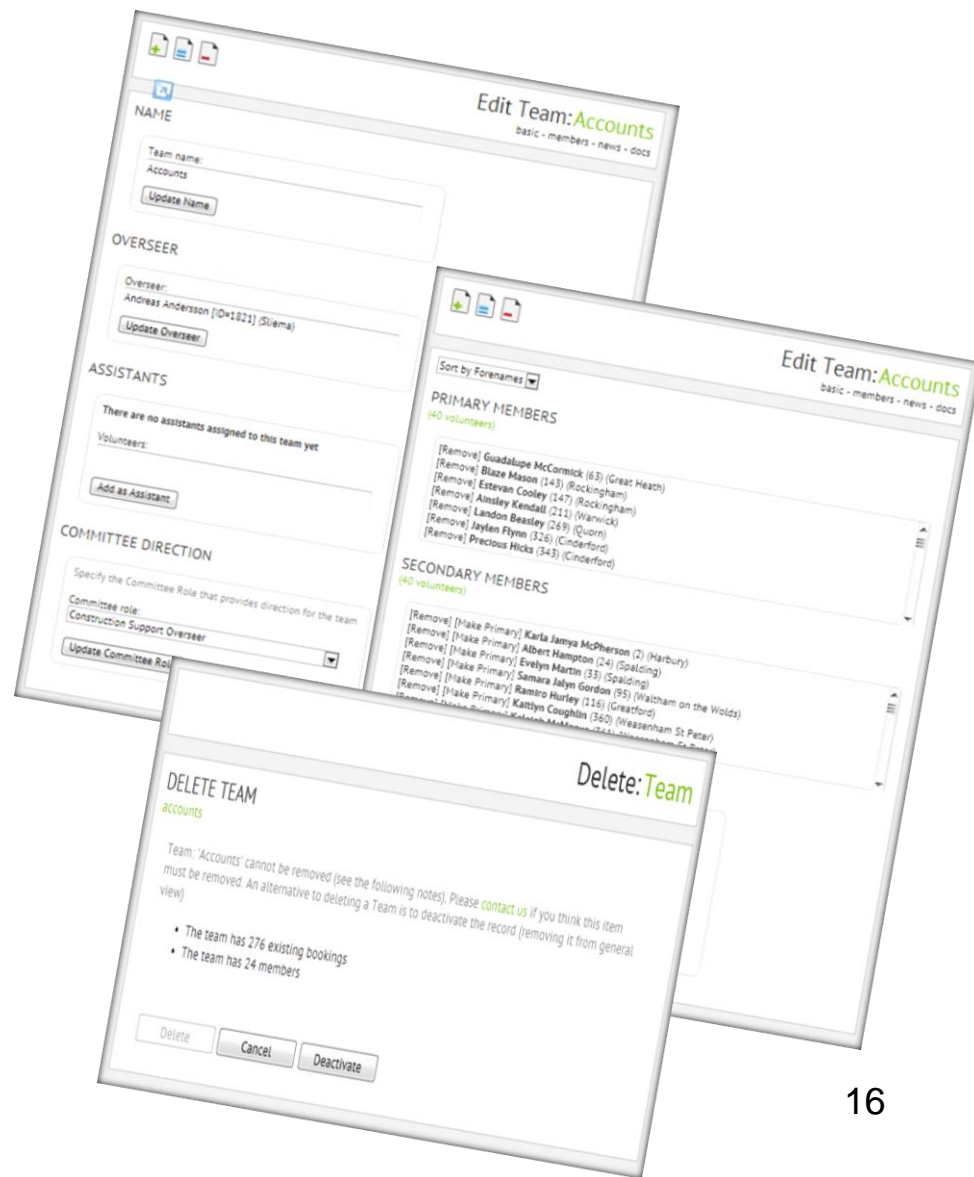 Edit Team:Accounts
basic - members - news - docs
NAME
Team name:
Accounts
Update Name
OVERSEER
Overseer:
Andreas Andersson [ID=1821] (Sliema)
Update Overseer
ASSISTANTS
There are no assistants assigned to this team yet
Volunteers:
Add as Assistant
COMMITTEE DIRECTION
Specify the Committee Role that provides direction for the team
Committee role:
Construction Support Overseer
Update Committee
Edit Team:Accounts
basic - members - news - docs
Sort by Forenames
PRIMARY MEMBERS
(40 volunteers)
[Remove] Guadalupe McCormick (63) (Great Heath)
[Remove] Blaze Mason (143) (Rockingham)
[Remove] Estevan Cooley (147) (Rockingham)
[Remove] Ainsley Kendall (211) (Warwick)
[Remove] Landon Beasley (269) (Quorn)
[Remove] Jaylen Flynn (326) (Cinderford)
[Remove] Precious Hicks (343) (Cinderford)
SECONDARY MEMBERS
(40 volunteers)
[Remove] [Make Primary] Karla Jamya McPherson (2) (Harbury)
[Remove] [Make Primary] Albert Hampton (24) (Spalding)
[Remove] [Make Primary] Evelyn Martin (33) (Spalding)
[Remove] [Make Primary] Samara Jalyn Gordon (95) (Waltham on the Wolds)
[Remove] [Make Primary] Ramiro Hurley (116) (Greatford)
[Remove] [Make Primary] Kaitlyn Coughlin (360) (Weasenham St Peter)
Delete:Team
DELETE TEAM
accounts
Team: 'Accounts' cannot be removed (see the following notes). Please contact us if you think this item
must be removed. An alternative to deleting a Team is to deactivate the record (removing it from general
view)
• The team has 276 existing bookings
• The team has 24 members
Delete
Cancel
Deactivate
16